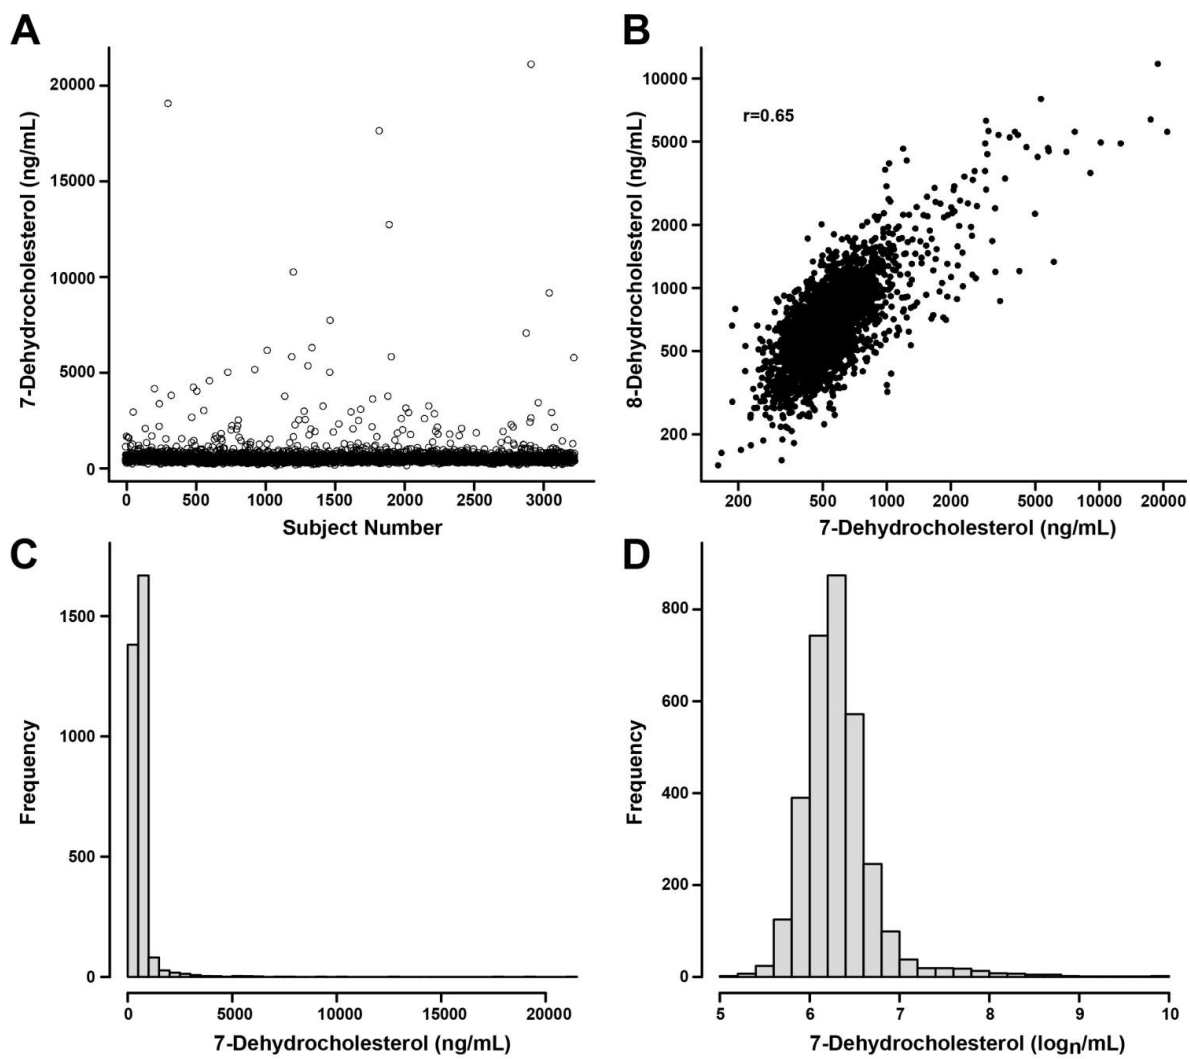 A
B
20000
15000
10000
5000
0
7-Dehydrocholesterol (ng/mL)
0 500 1000 1500 2000 2500 3000
Subject Number
r=0.65
10000
5000
2000
1000
500
200
8-Dehydrocholesterol (ng/mL)
200 500 1000 2000 5000 10000 20000
7-Dehydrocholesterol (ng/mL)
C
D
1500
1000
500
0
Frequency
0 5000 10000 15000 20000
7-Dehydrocholesterol (ng/mL)
800
600
400
200
0
Frequency
5 6 7 8 9 10
7-Dehydrocholesterol (logn/mL)